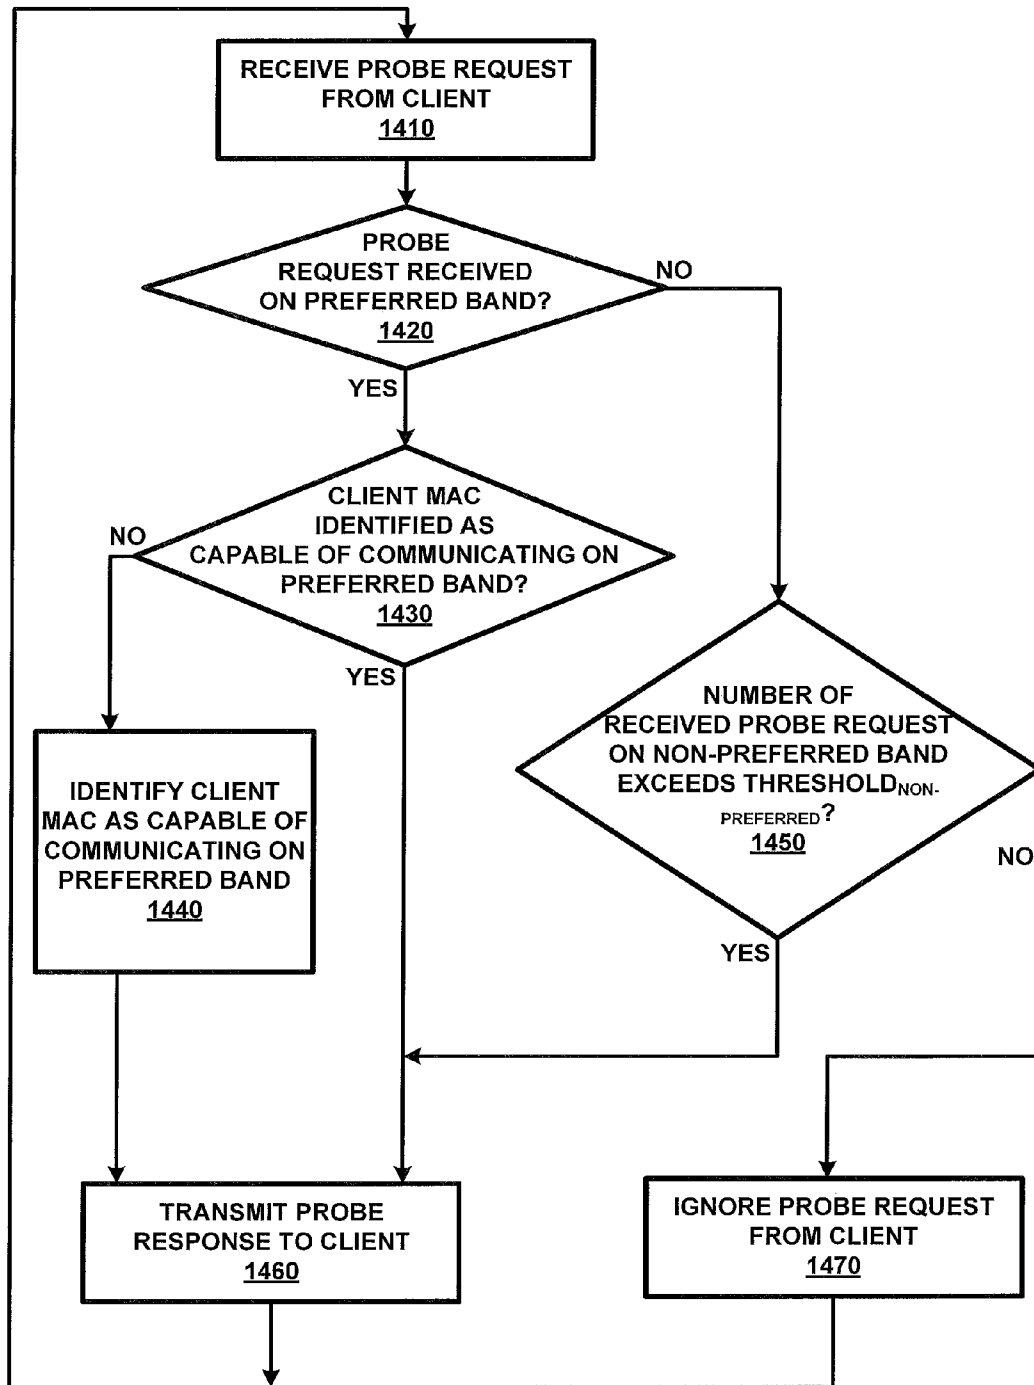 RECEIVE PROBE REQUEST
FROM CLIENT
1410
PROBE
REQUEST RECEIVED
ON PREFERRED BAND?
1420
NO
YES
CLIENT MAC
IDENTIFIED AS
CAPABLE OF COMMUNICATING ON
PREFERRED BAND?
1430
NO
YES
IDENTIFY CLIENT
MAC AS CAPABLE OF
COMMUNICATING ON
PREFERRED BAND
1440
NUMBER OF
RECEIVED PROBE REQUEST
ON NON-PREFERRED BAND
EXCEEDS THRESHOLDNON-
PREFERRED?
1450
NO
YES
TRANSMIT PROBE
RESPONSE TO CLIENT
1460
IGNORE PROBE REQUEST
FROM CLIENT
1470